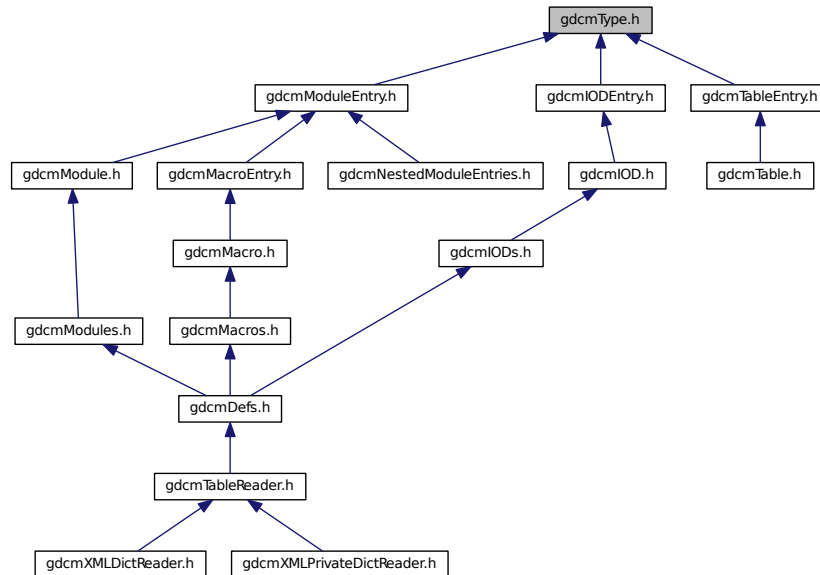 gdcmType.h
gdcmModuleEntry.h
gdcmIODEntry.h
gdcmTableEntry.h
gdcmModule.h
gdcmMacroEntry.h
gdcmNestedModuleEntries.h
gdcmIOD.h
gdcmTable.h
gdcmMacro.h
gdcmIODs.h
gdcmModules.h
gdcmMacros.h
gdcmDefs.h
gdcmTableReader.h
gdcmXMLDictReader.h
gdcmXMLPrivateDictReader.h